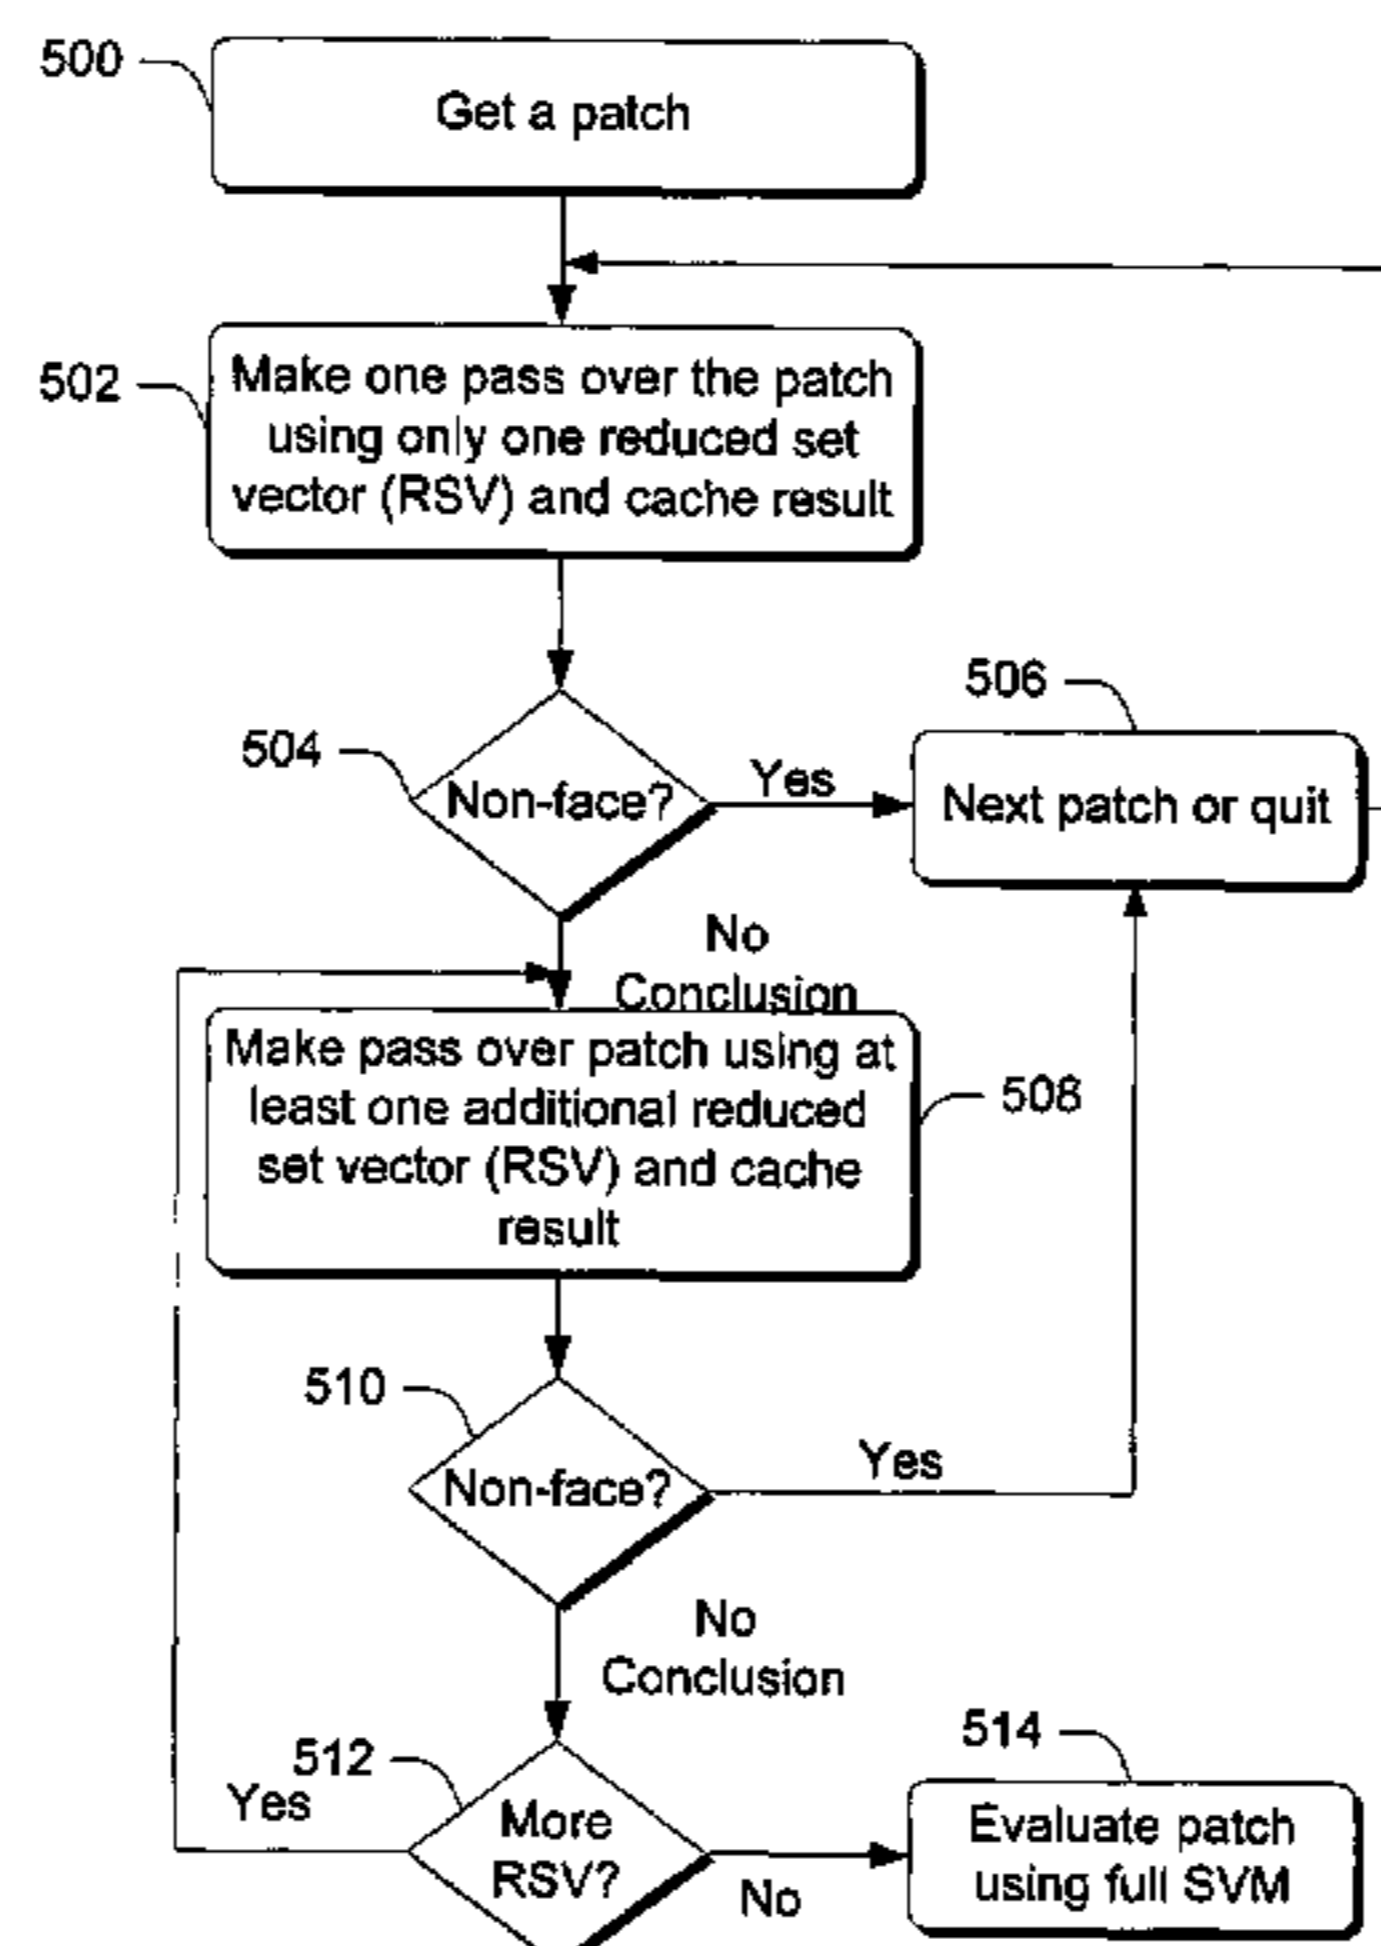 500
Get a patch
502
Make one pass over the patch
using only one reduced set
vector (RSV) and cache result
504
Non-face?
Yes
506
Next patch or quit
No
Conclusion
Make pass over patch using at
least one additional reduced
set vector (RSV) and cache
result
508
510
Non-face?
Yes
No
Conclusion
512
Yes
More
RSV?
No
514
Evaluate patch
using full SVM